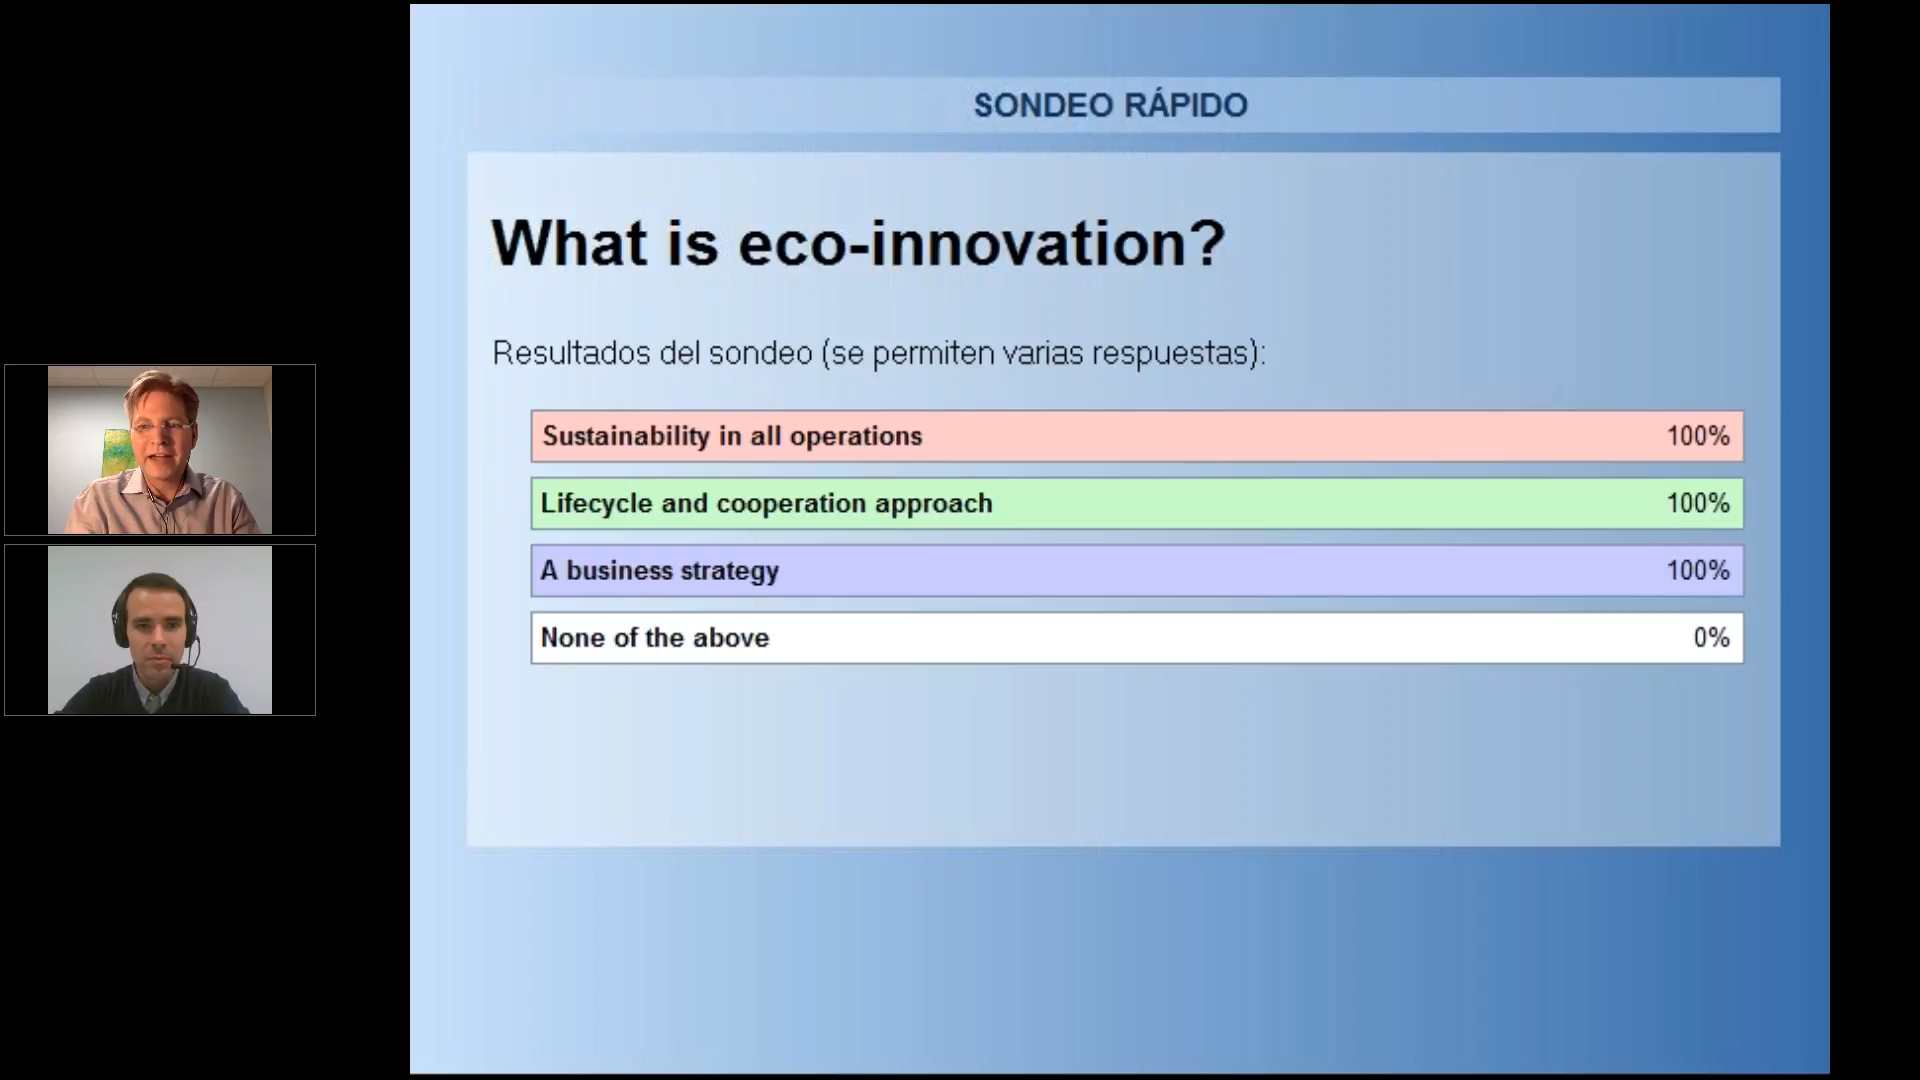 SONDEO RÁPIDO
What is eco-innovation?
Resultados del sondeo (se permiten varias respuestas):
Sustainability in all operations 100%
Lifecycle and cooperation approach 100%
A business strategy 100%
None of the above 0%